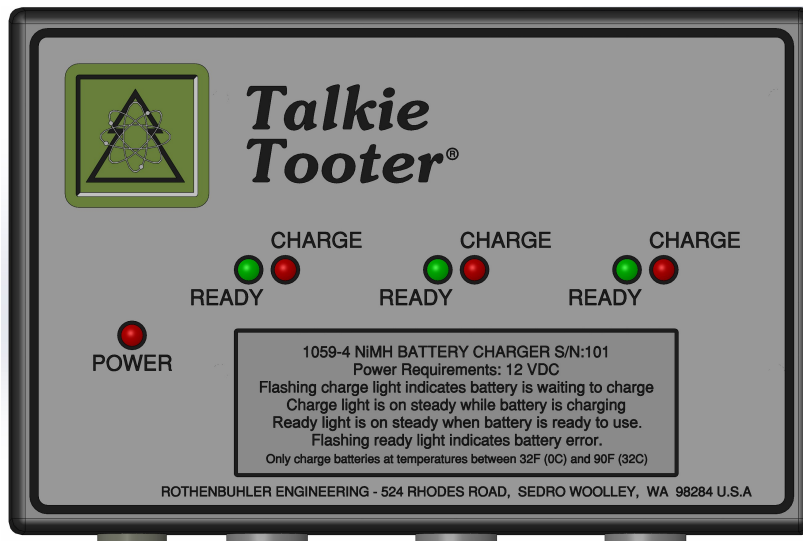 Talkie
Tooter®
CHARGE CHARGE CHARGE
READY READY READY
POWER
1059-4 NiMH BATTERY CHARGER S/N:101
Power Requirements: 12 VDC
Flashing charge light indicates battery is waiting to charge
Charge light is on steady while battery is charging
Ready light is on steady when battery is ready to use.
Flashing ready light indicates battery error.
Only charge batteries at temperatures between 32F (0C) and 90F (32C)
ROTHENBUHLER ENGINEERING - 524 RHODES ROAD, SEDRO WOOLLEY, WA 98284 U.S.A